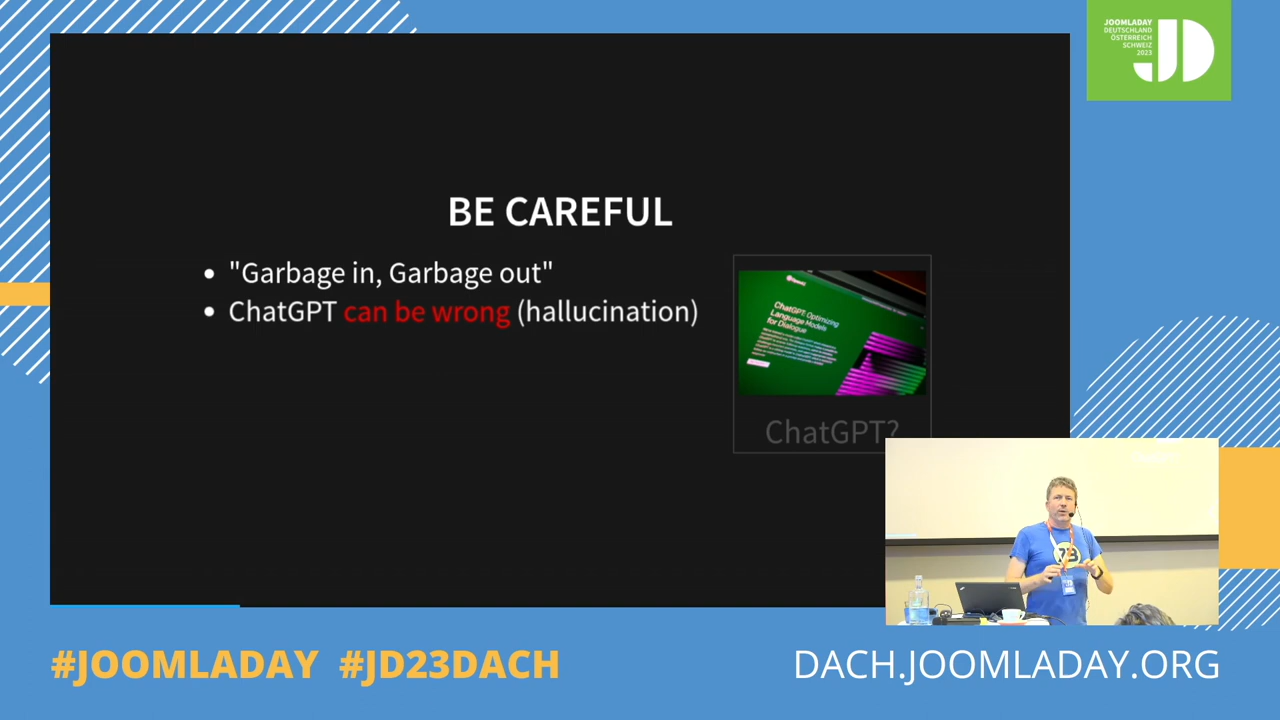 JOOMLADAY
DEUTSCHLAND
ÖSTERREICH
SCHWEIZ
2023
JD
BE CAREFUL
"Garbage in, Garbage out"
ChatGPT can be wrong (hallucination)
ChatGPT: Optimizing
Language Models
for Dialogue
ChatGPT?
#JOOMLADAY #JD23DACH
DACH.JOOMLADAY.ORG